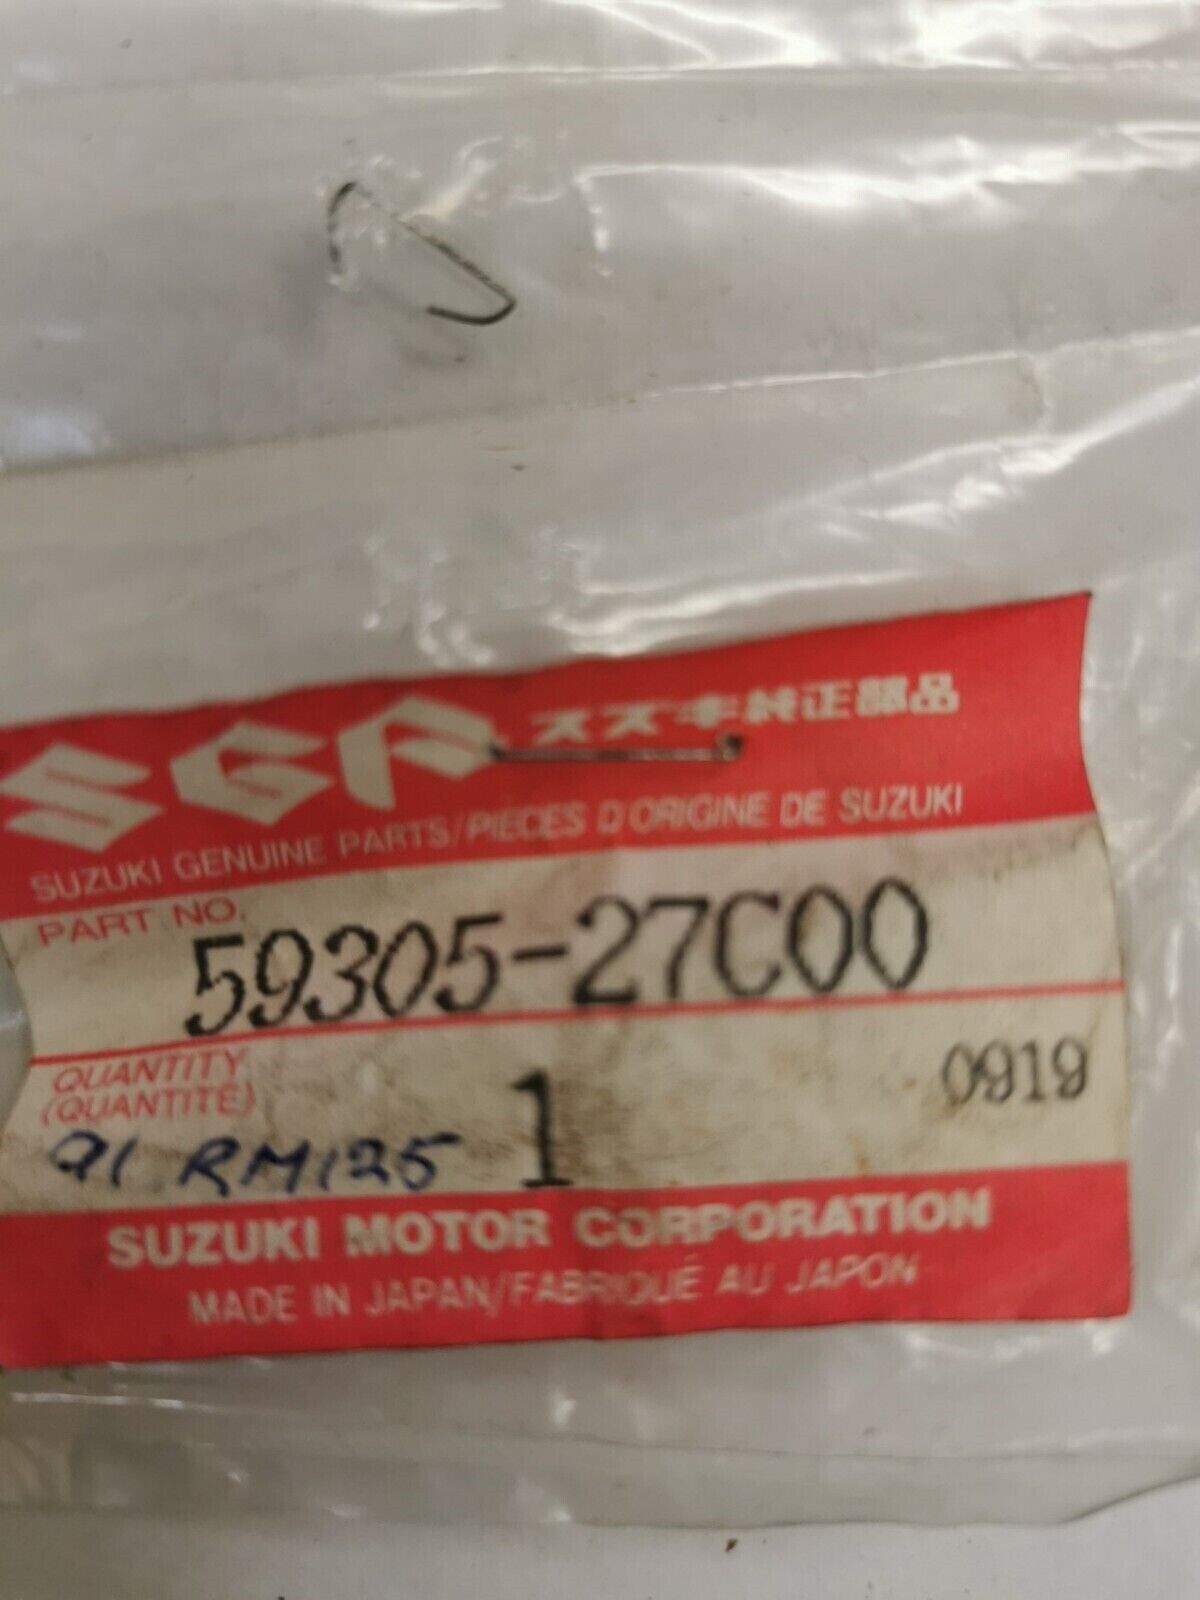 SGP スズキ純正部品
SUZUKI GENUINE PARTS/PIECES D'ORIGINE DE SUZUKI
PART NO.
59305-27C00
QUANTITY
(QUANTITÉ)
1
0919
91 RM125
SUZUKI MOTOR CORPORATION
MADE IN JAPAN/FABRIQUÉ AU JAPON